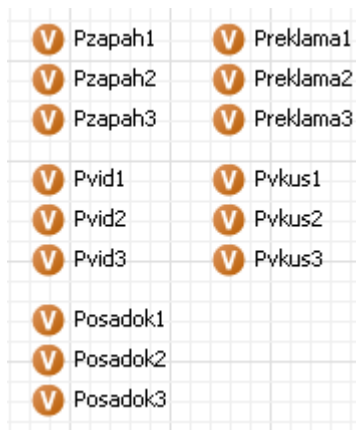 V Pzapah1 V Preklama1
V Pzapah2 V Preklama2
V Pzapah3 V Preklama3
V Pvid1 V Pvkus1
V Pvid2 V Pvkus2
V Pvid3 V Pvkus3
V Posadok1
V Posadok2
V Posadok3